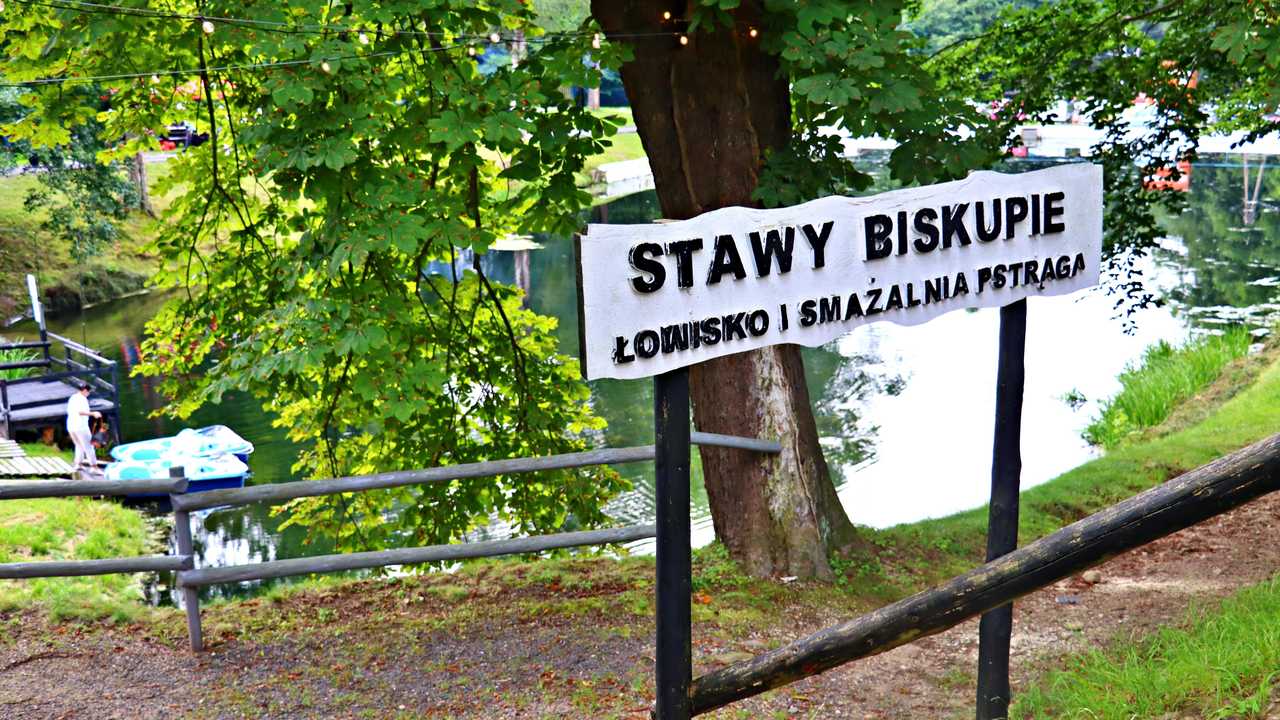 STAWY BISKUPIE
ŁOWISKO I SMAŻALNIA PSTRĄGA